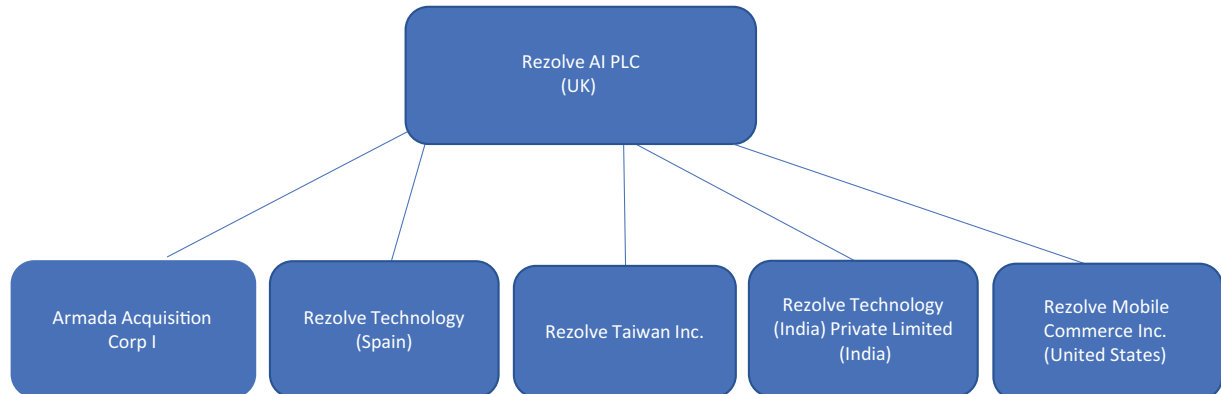 Rezolve AI PLC
(UK)
Armada Acquisition
Corp I
Rezolve Technology
(Spain)
Rezolve Taiwan Inc.
Rezolve Technology
(India) Private Limited
(India)
Rezolve Mobile
Commerce Inc.
(United States)